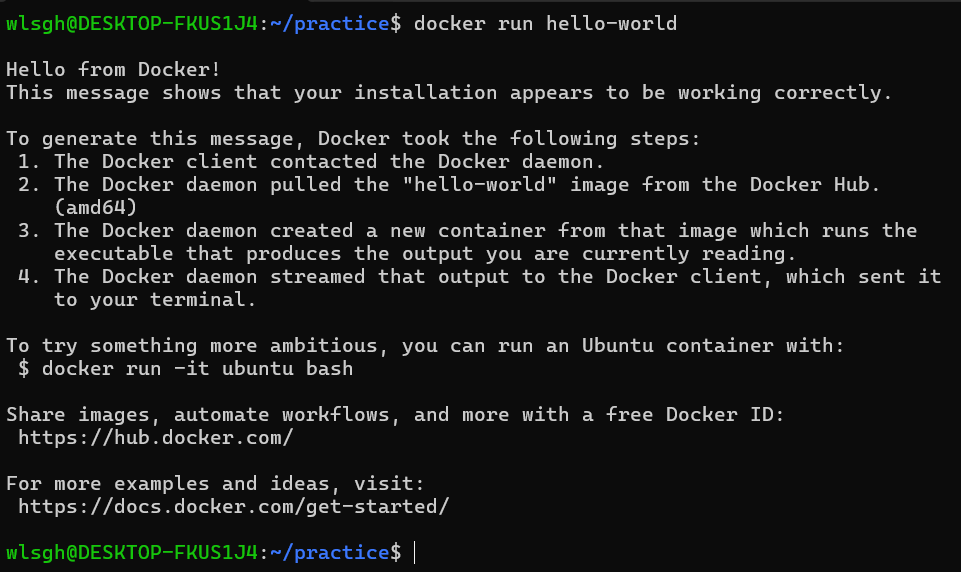 wlsgh@DESKTOP-FKUS1J4:~/practice$ docker run hello-world
Hello from Docker!
This message shows that your installation appears to be working correctly.
To generate this message, Docker took the following steps:
1. The Docker client contacted the Docker daemon.
2. The Docker daemon pulled the "hello-world" image from the Docker Hub.
(amd64)
3. The Docker daemon created a new container from that image which runs the
executable that produces the output you are currently reading.
4. The Docker daemon streamed that output to the Docker client, which sent it
to your terminal.
To try something more ambitious, you can run an Ubuntu container with:
$ docker run -it ubuntu bash
Share images, automate workflows, and more with a free Docker ID:
https://hub.docker.com/
For more examples and ideas, visit:
https://docs.docker.com/get-started/
wlsgh@DESKTOP-FKUS1J4:~/practice$